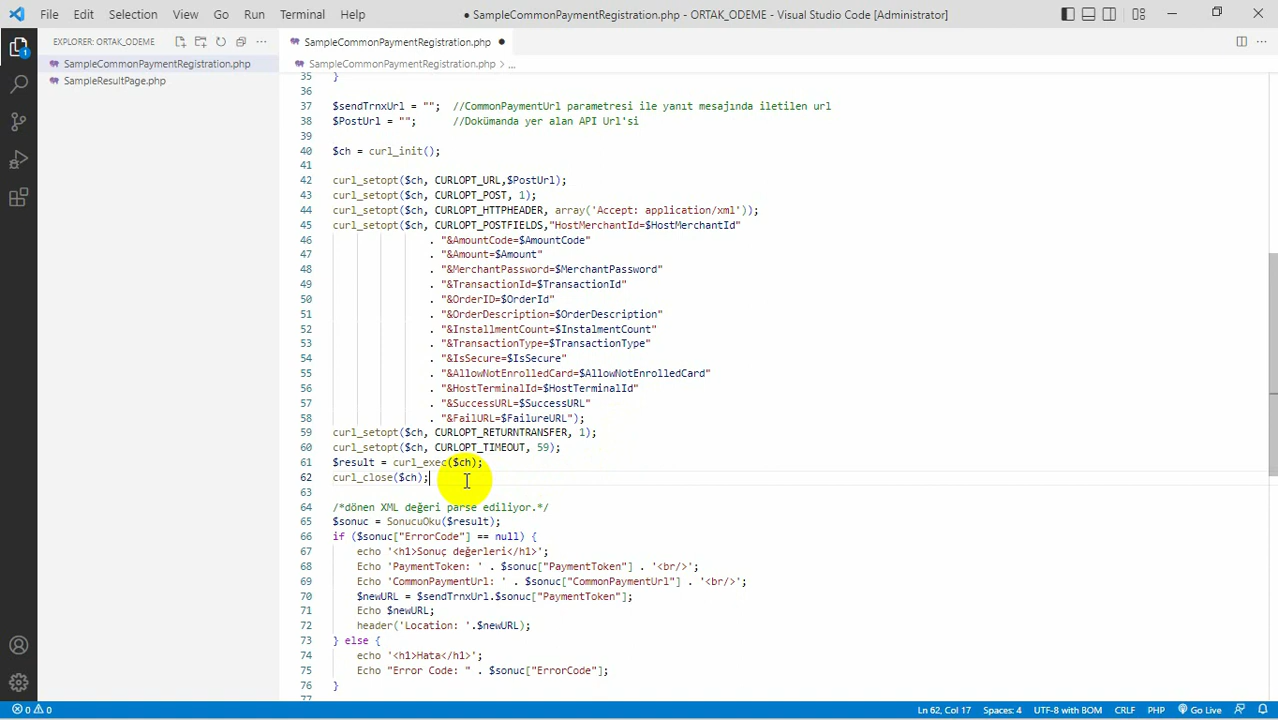 File Edit Selection View Go Run Terminal Help
● SampleCommonPaymentRegistration.php - ORTAK_ODEME - Visual Studio Code [Administrator]
EXPLORER: ORTAK_ODEME
SampleCommonPaymentRegistration.php ●
1
SampleCommonPaymentRegistration.php
SampleResultPage.php
SampleCommonPaymentRegistration.php > ...
35 }
36
37 $sendTrnxUrl = "";  //CommonPaymentUrl parametresi ile yanıt mesajında iletilen url
38 $PostUrl = "";      //Dokümanda yer alan API Url'si
39
40 $ch = curl_init();
41
42 curl_setopt($ch, CURLOPT_URL,$PostUrl);
43 curl_setopt($ch, CURLOPT_POST, 1);
44 curl_setopt($ch, CURLOPT_HTTPHEADER, array('Accept: application/xml'));
45 curl_setopt($ch, CURLOPT_POSTFIELDS,"HostMerchantId=$HostMerchantId"
46 . "&AmountCode=$AmountCode"
47 . "&Amount=$Amount"
48 . "&MerchantPassword=$MerchantPassword"
49 . "&TransactionId=$TransactionId"
50 . "&OrderID=$OrderId"
51 . "&OrderDescription=$OrderDescription"
52 . "&InstallmentCount=$InstalmentCount"
53 . "&TransactionType=$TransactionType"
54 . "&IsSecure=$IsSecure"
55 . "&AllowNotEnrolledCard=$AllowNotEnrolledCard"
56 . "&HostTerminalId=$HostTerminalId"
57 . "&SuccessURL=$SuccessURL"
58 . "&FailURL=$FailureURL");
59 curl_setopt($ch, CURLOPT_RETURNTRANSFER, 1);
60 curl_setopt($ch, CURLOPT_TIMEOUT, 59);
61 $result = curl_exec($ch);
62 curl_close($ch);
63
64 /*dönen XML değeri parse ediliyor.*/
65 $sonuc = SonucuOku($result);
66 if ($sonuc["ErrorCode"] == null) {
67 echo '<h1>Sonuç değerleri</h1>';
68 Echo 'PaymentToken: ' . $sonuc["PaymentToken"] . '<br/>';
69 Echo 'CommonPaymentUrl: ' . $sonuc["CommonPaymentUrl"] . '<br/>';
70 $newURL = $sendTrnxUrl.$sonuc["PaymentToken"];
71 Echo $newURL;
72 header('Location: '.$newURL);
73 } else {
74 echo '<h1>Hata</h1>';
75 Echo "Error Code: " . $sonuc["ErrorCode"];
76 }
77
0 0 Ln 62, Col 17 Spaces: 4 UTF-8 with BOM CRLF PHP Go Live